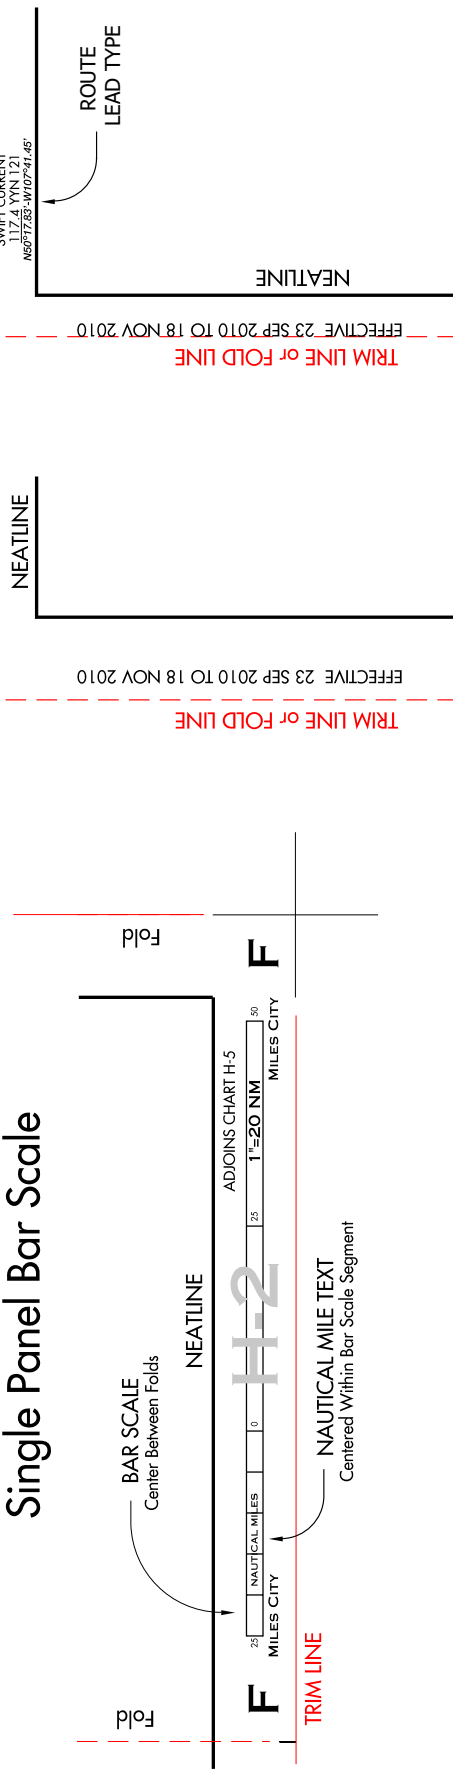 SWIFT CURRENT
117.4 YYN 121
N50°17.83'-W107°41.45'
ROUTE
LEAD TYPE
NEATLINE
EFFECTIVE 23 SEP 2010 TO 18 NOV 2010
TRIM LINE or FOLD LINE
NEATLINE
EFFECTIVE 23 SEP 2010 TO 18 NOV 2010
TRIM LINE or FOLD LINE
Single Panel Bar Scale
Fold
Fold
NEATLINE
BAR SCALE
Center Between Folds
ADJOINS CHART H-5
H-2
F
25
NAUTICAL MILES
0
25
1"=20 NM
50
F
MILES CITY
MILES CITY
NAUTICAL MILE TEXT
Centered Within Bar Scale Segment
TRIM LINE